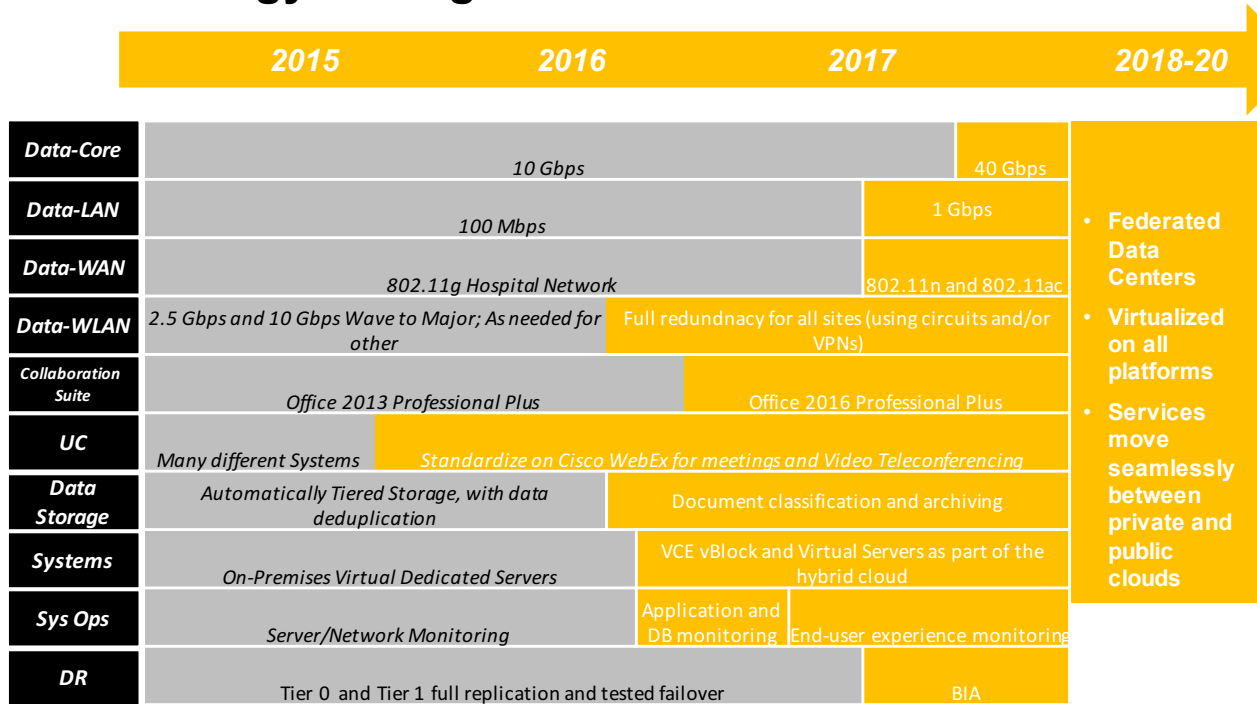 2015 2016 2017 2018-20
Data-Core
10 Gbps
40 Gbps
Data-LAN
100 Mbps
1 Gbps
Data-WAN
802.11g Hospital Network
802.11n and 802.11ac
Data-WLAN
2.5 Gbps and 10 Gbps Wave to Major; As needed for
other
Full redundnacy for all sites (using circuits and/or
VPNs)
Collaboration
Suite
Office 2013 Professional Plus
Office 2016 Professional Plus
UC
Many different Systems
Standardize on Cisco WebEx for meetings and Video Teleconferencing
Data
Storage
Automatically Tiered Storage, with data
deduplication
Document classification and archiving
Systems
On-Premises Virtual Dedicated Servers
VCE vBlock and Virtual Servers as part of the
hybrid cloud
Sys Ops
Server/Network Monitoring
Application and
DB monitoring
End-user experience monitoring
DR
Tier 0 and Tier 1 full replication and tested failover
BIA
• Federated
Data
Centers
• Virtualized
on all
platforms
• Services
move
seamlessly
between
private and
public
clouds